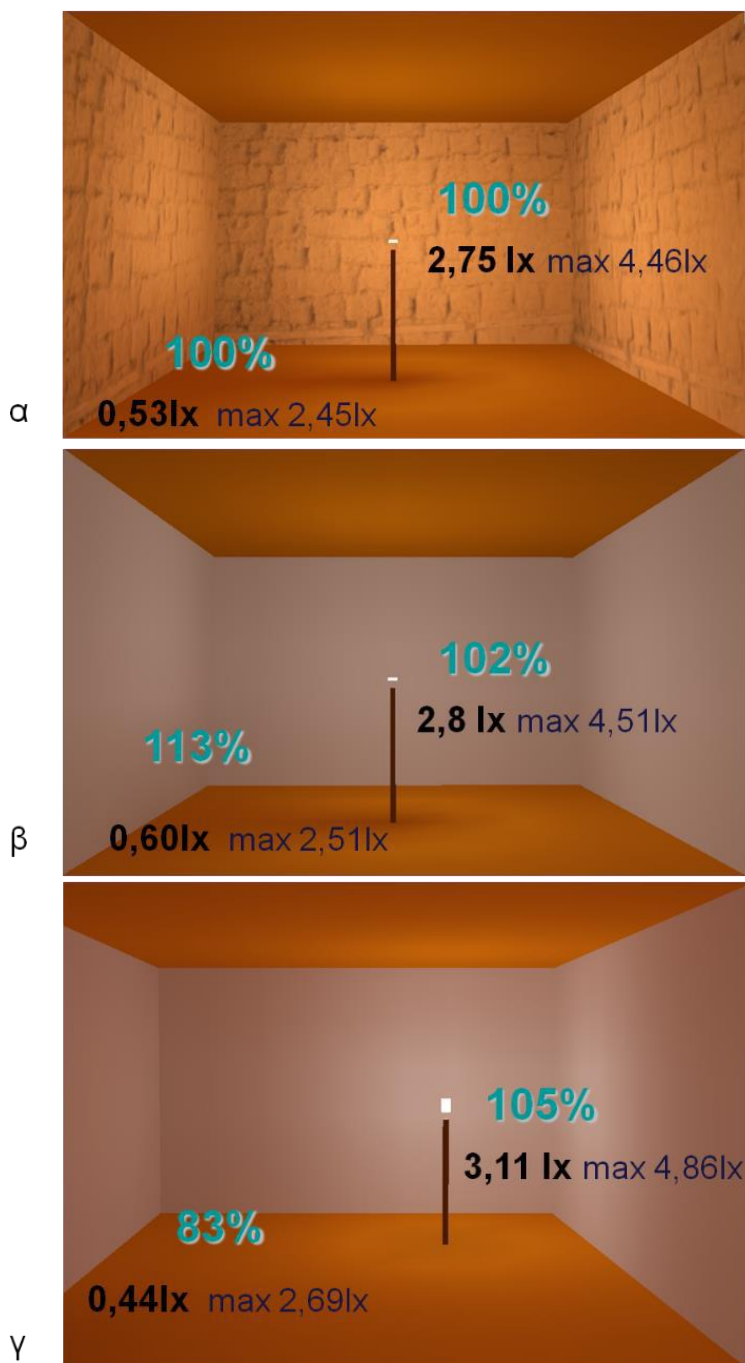 100%
2,75 lx max 4,46lx
100%
0,53lx max 2,45lx
α
102%
2,8 lx max 4,51lx
113%
0,60lx max 2,51lx
β
105%
3,11 lx max 4,86lx
83%
0,44lx max 2,69lx
γ